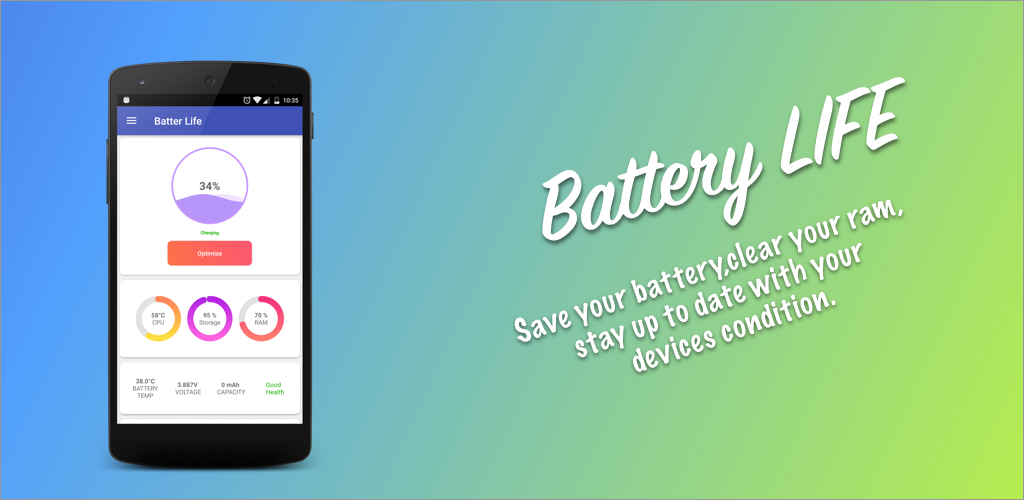 10:35
Batter Life
34%
Charging
Optimize
58°C
CPU
95 %
Storage
70 %
RAM
38.0°C
BATTERY
TEMP
3.887V
VOLTAGE
0 mAh
CAPACITY
Good
Health
Battery LIFE
Save your battery,clear your ram,
stay up to date with your
devices condition.